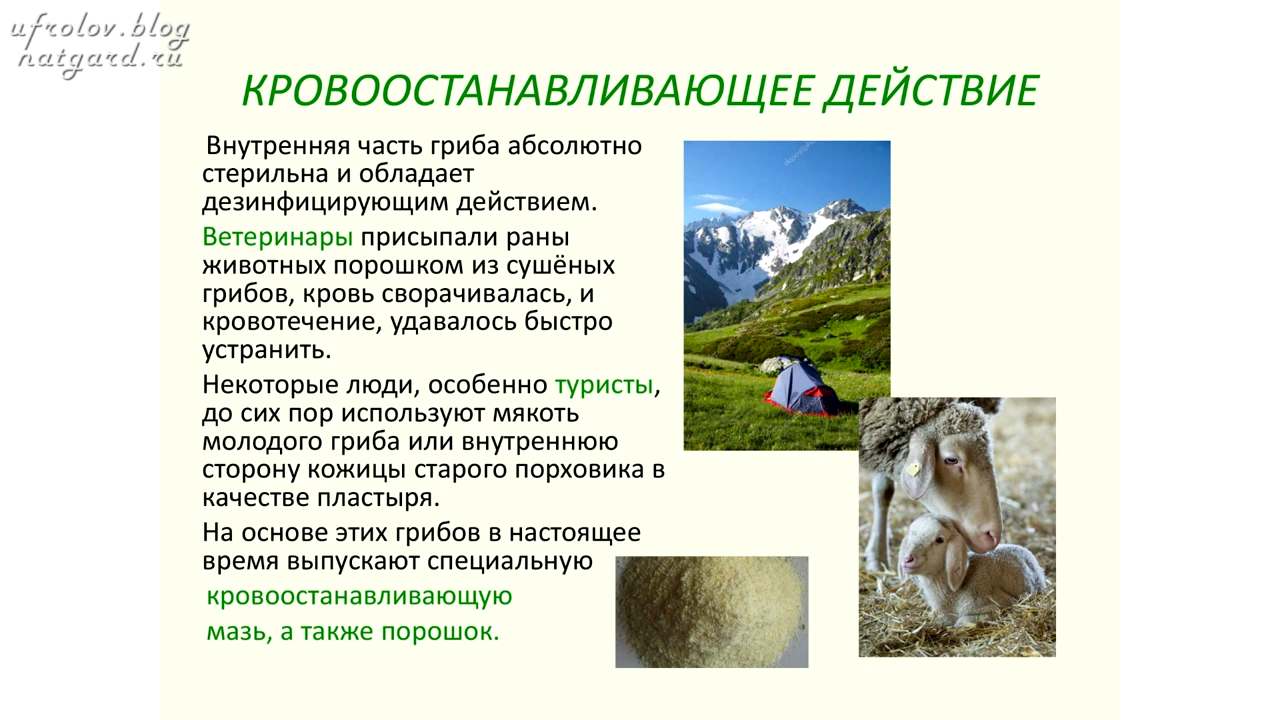 ufrolov.blog
natgard.ru
КРОВООСТАНАВЛИВАЮЩЕЕ ДЕЙСТВИЕ
Внутренняя часть гриба абсолютно
стерильна и обладает
дезинфицирующим действием.
Ветеринары присыпали раны
животных порошком из сушёных
грибов, кровь сворачивалась, и
кровотечение, удавалось быстро
устранить.
Некоторые люди, особенно туристы,
до сих пор используют мякоть
молодого гриба или внутреннюю
сторону кожицы старого порховика в
качестве пластыря.
На основе этих грибов в настоящее
время выпускают специальную
кровоостанавливающую
мазь, а также порошок.